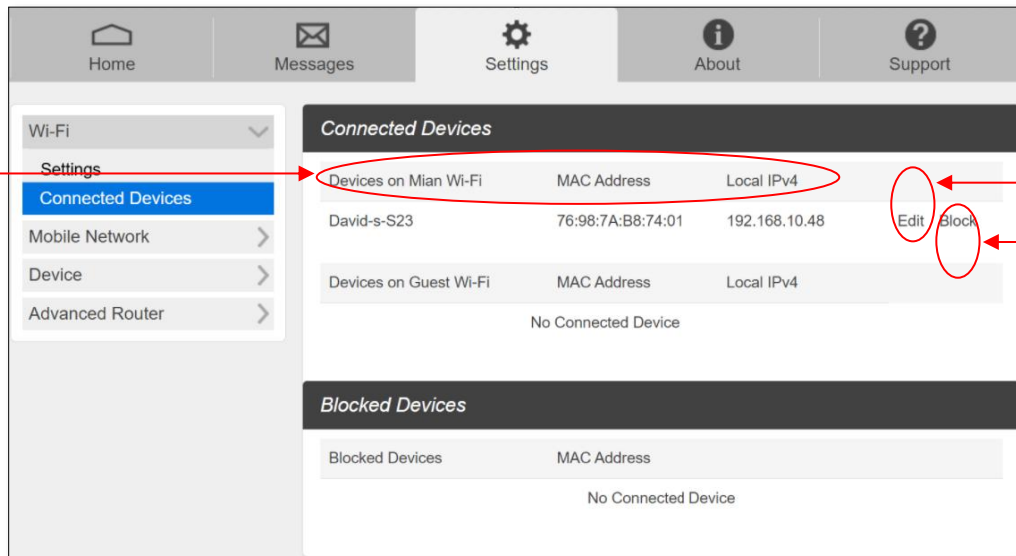 Home Messages Settings About Support
Wi-Fi
Settings
Connected Devices
Mobile Network
Device
Advanced Router
Connected Devices
Devices on Mian Wi-Fi MAC Address Local IPv4
David-s-S23 76:98:7A:B8:74:01 192.168.10.48 Edit Block
Devices on Guest Wi-Fi MAC Address Local IPv4
No Connected Device
Blocked Devices
Blocked Devices MAC Address
No Connected Device